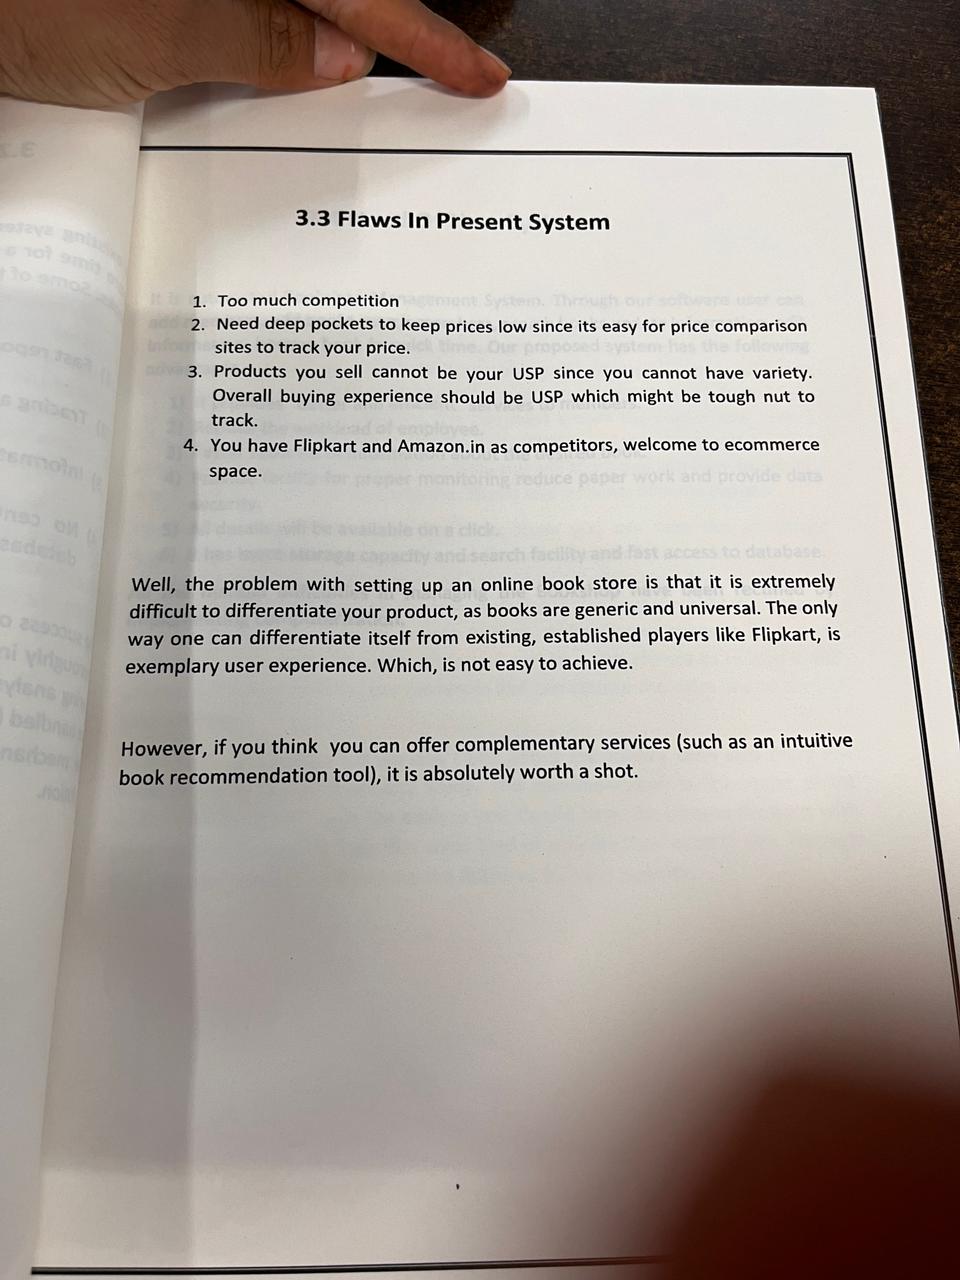 3.3 Flaws In Present System
1. Too much competition
2. Need deep pockets to keep prices low since its easy for price comparison
sites to track your price.
3. Products you sell cannot be your USP since you cannot have variety.
Overall buying experience should be USP which might be tough nut to
track.
4. You have Flipkart and Amazon.in as competitors, welcome to ecommerce
space.
Well, the problem with setting up an online book store is that it is extremely
difficult to differentiate your product, as books are generic and universal. The only
way one can differentiate itself from existing, established players like Flipkart, is
exemplary user experience. Which, is not easy to achieve.
However, if you think you can offer complementary services (such as an intuitive
book recommendation tool), it is absolutely worth a shot.